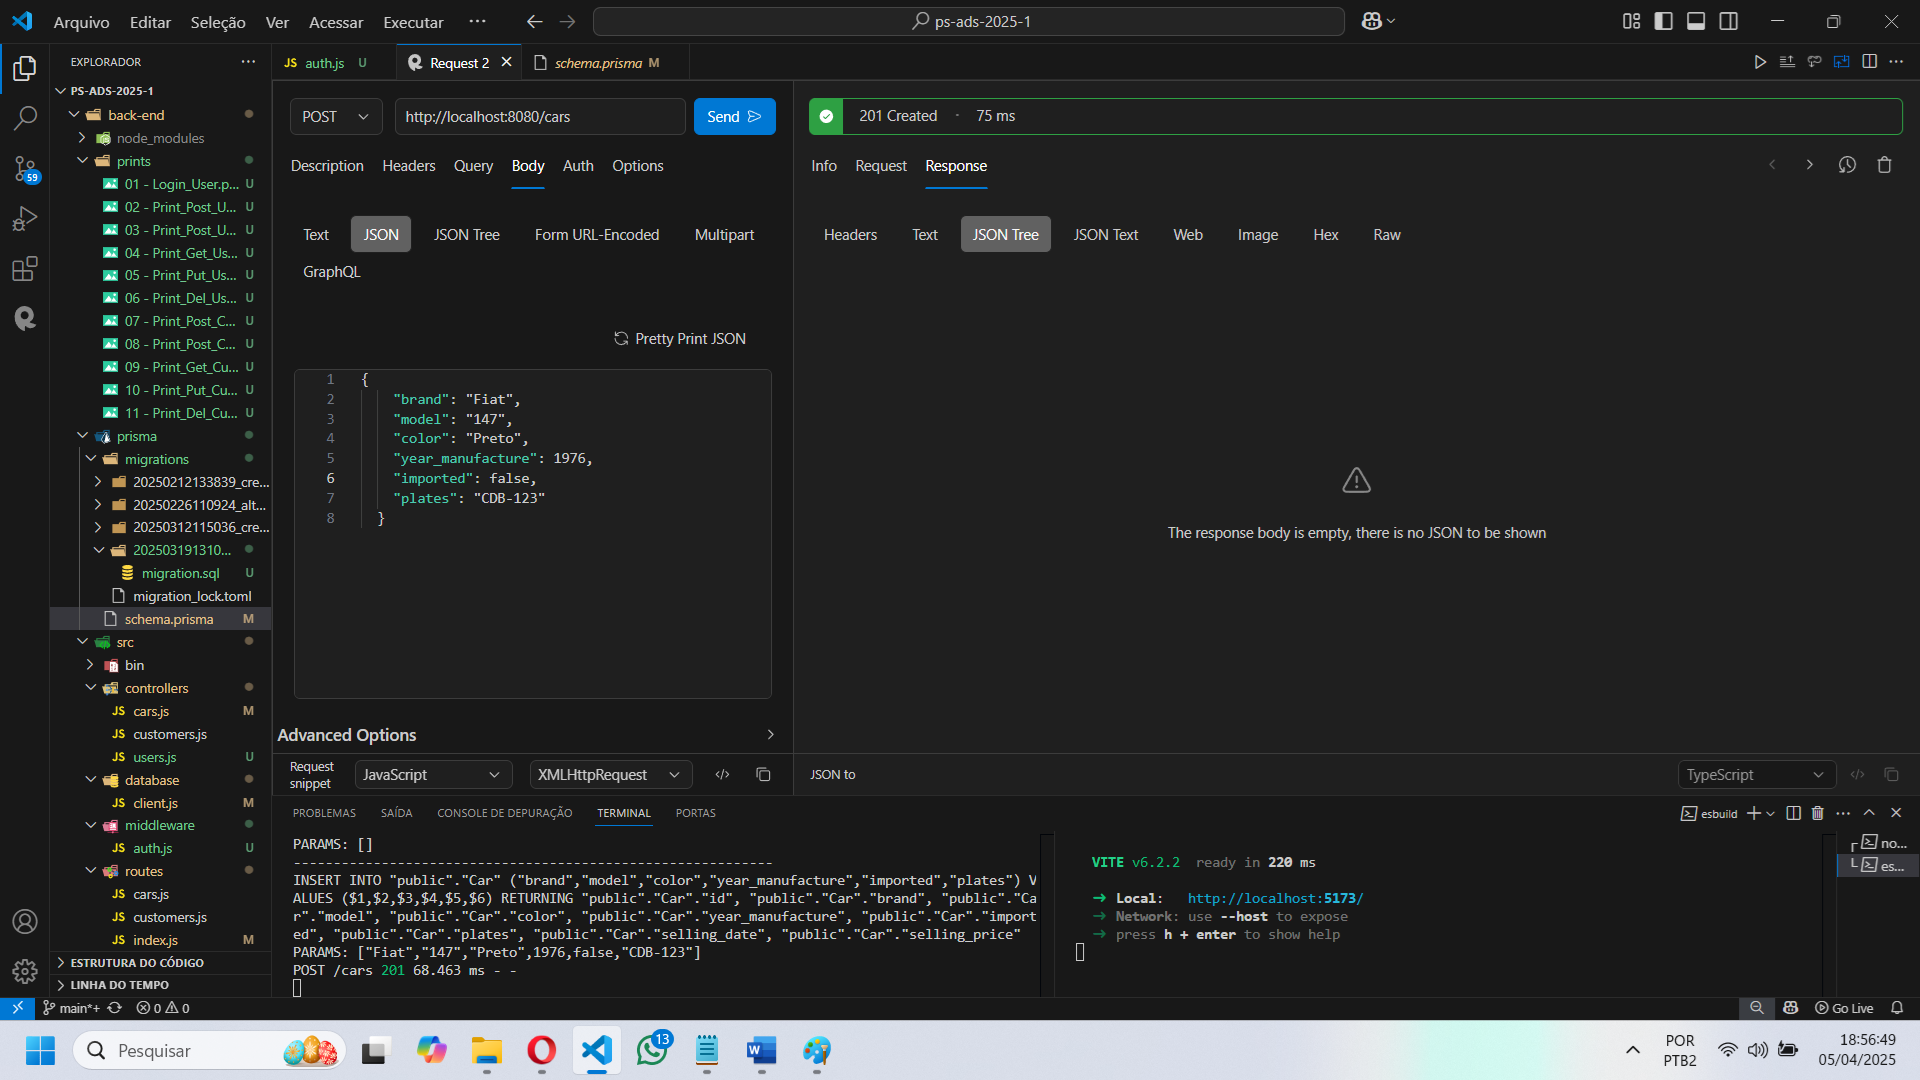 Arquivo Editar Seleção Ver Acessar Executar ··· ps-ads-2025-1
EXPLORADOR ···
PS-ADS-2025-1
back-end
node_modules
prints
01 - Login_User.p... U
02 - Print_Post_U... U
03 - Print_Post_U... U
04 - Print_Get_Us... U
05 - Print_Put_Us... U
06 - Print_Del_Us... U
07 - Print_Post_C... U
08 - Print_Post_C... U
09 - Print_Get_Cu... U
10 - Print_Put_Cu... U
11 - Print_Del_Cu... U
prisma
migrations
20250212133839_cre...
20250226110924_alt...
20250312115036_cre...
202503191310...
migration.sql U
migration_lock.toml
schema.prisma M
src
bin
controllers
JS cars.js M
JS customers.js
JS users.js U
database
JS client.js M
middleware
JS auth.js U
routes
JS cars.js
JS customers.js
JS index.js M
ESTRUTURA DO CÓDIGO
LINHA DO TEMPO
59
JS auth.js U Request 2 schema.prisma M
POST http://localhost:8080/cars Send
Description Headers Query Body Auth Options
Text JSON JSON Tree Form URL-Encoded Multipart
GraphQL
Pretty Print JSON
1 {
2 "brand": "Fiat",
3 "model": "147",
4 "color": "Preto",
5 "year_manufacture": 1976,
6 "imported": false,
7 "plates": "CDB-123"
8 }
Advanced Options
Request snippet JavaScript XMLHttpRequest
201 Created · 75 ms
Info Request Response
Headers Text JSON Tree JSON Text Web Image Hex Raw
The response body is empty, there is no JSON to be shown
JSON to TypeScript
PROBLEMAS SAÍDA CONSOLE DE DEPURAÇÃO TERMINAL PORTAS esbuild
PARAMS: []
------------------------------------------------------------
INSERT INTO "public"."Car" ("brand","model","color","year_manufacture","imported","plates") V
ALUES ($1,$2,$3,$4,$5,$6) RETURNING "public"."Car"."id", "public"."Car"."brand", "public"."Ca
r"."model", "public"."Car"."color", "public"."Car"."year_manufacture", "public"."Car"."import
ed", "public"."Car"."plates", "public"."Car"."selling_date", "public"."Car"."selling_price"
PARAMS: ["Fiat","147","Preto",1976,false,"CDB-123"]
POST /cars 201 68.463 ms - -
VITE v6.2.2 ready in 220 ms
➜ Local: http://localhost:5173/
➜ Network: use --host to expose
➜ press h + enter to show help
no...
es...
main*+ 0 0 Go Live
Pesquisar 13 POR PTB2 18:56:49 05/04/2025